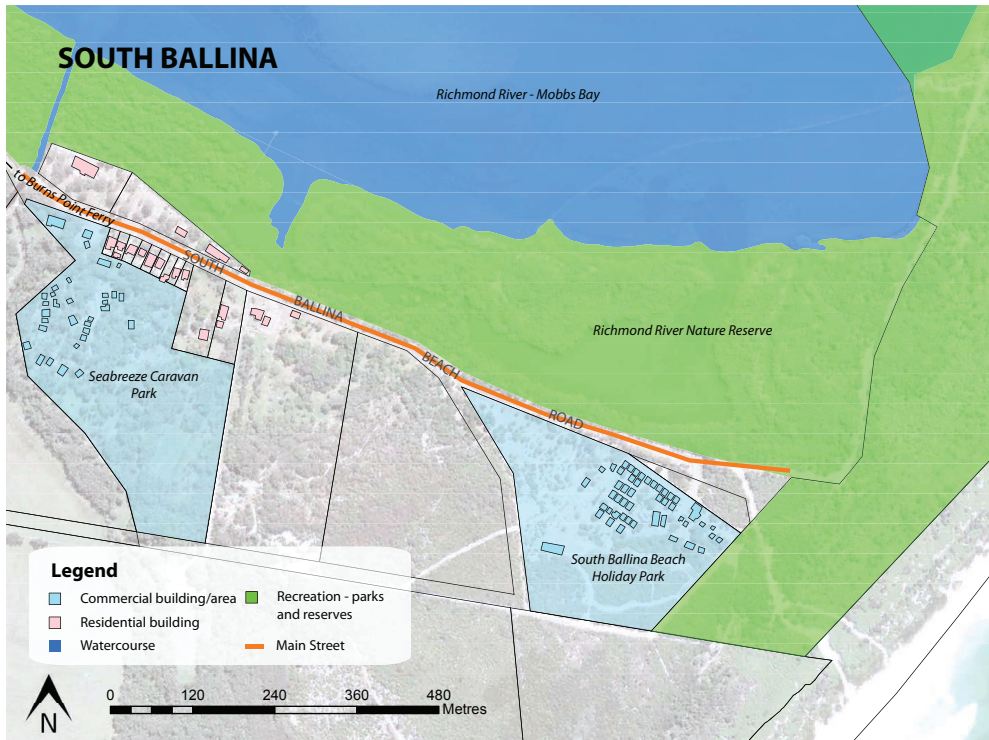 SOUTH BALLINA
Richmond River - Mobbs Bay
to Burns Point Ferry
SOUTH BALLINA BEACH ROAD
Richmond River Nature Reserve
Seabreeze Caravan
Park
South Ballina Beach
Holiday Park
Legend
Commercial building/area
Residential building
Watercourse
Recreation - parks
and reserves
Main Street
N
0 120 240 360 480
Metres